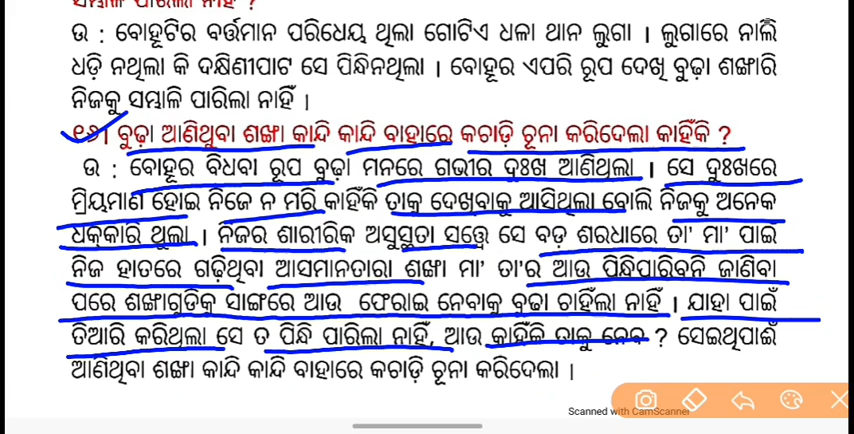 ସମ୍ଭାଳି ପାରିଲା ନାହିଁ ?
ଉ : ବୋହୂଟିର ବର୍ତ୍ତମାନ ପରିଧେୟ ଥିଲା ଗୋଟିଏ ଧଳା ଥାନ ଲୁଗା । ଲୁଗାରେ ନାଲି
ଧଡ଼ି ନଥିଲା କି ଦକ୍ଷିଣୀପାଟ ସେ ପିନ୍ଧିନଥିଲା । ବୋହୂର ଏପରି ରୂପ ଦେଖି ବୁଢ଼ା ଶଙ୍ଖାରି
ନିଜକୁ ସମ୍ଭାଳି ପାରିଲା ନାହିଁ ।
୧୬। ବୁଢ଼ା ଆଣିଥିବା ଶଙ୍ଖା କାନ୍ଦି କାନ୍ଦି ବାହାରେ କଚାଡ଼ି ଚୂନା କରିଦେଲା କାହିଁକି ?
ଉ : ବୋହୂର ବିଧବା ରୂପ ବୁଢ଼ା ମନରେ ଗଭୀର ଦୁଃଖ ଆଣିଥିଲା । ସେ ଦୁଃଖରେ
ମ୍ରିୟମାଣ ହୋଇ ନିଜେ ନ ମରି କାହିଁକି ତାକୁ ଦେଖିବାକୁ ଆସିଥିଲା ବୋଲି ନିଜକୁ ଅନେକ
ଧକ୍କାରି ଥିଲା । ନିଜର ଶାରୀରିକ ଅସୁସ୍ଥତା ସତ୍ତ୍ୱେ ସେ ବଡ଼ ଶରଧାରେ ତା' ମା' ପାଇଁ
ନିଜ ହାତରେ ଗଢ଼ିଥିବା ଆସମାନତାରା ଶଙ୍ଖା ମା' ତା'ର ଆଉ ପିନ୍ଧିପାରିବନି ଜାଣିବା
ପରେ ଶଙ୍ଖାଗୁଡିକୁ ସାଙ୍ଗରେ ଆଉ ଫେରାଇ ନେବାକୁ ବୁଢା ଚାହିଁଲା ନାହିଁ । ଯାହା ପାଇଁ
ତିଆରି କରିଥିଲା ସେ ତ ପିନ୍ଧି ପାରିଲା ନାହିଁ, ଆଉ କାହିଁକି ତାକୁ ନେବ ? ସେଇଥିପାଇଁ
ଆଣିଥିବା ଶଙ୍ଖା କାନ୍ଦି କାନ୍ଦି ବାହାରେ କଚାଡ଼ି ଚୂନା କରିଦେଲା ।
Scanned with CamScanner